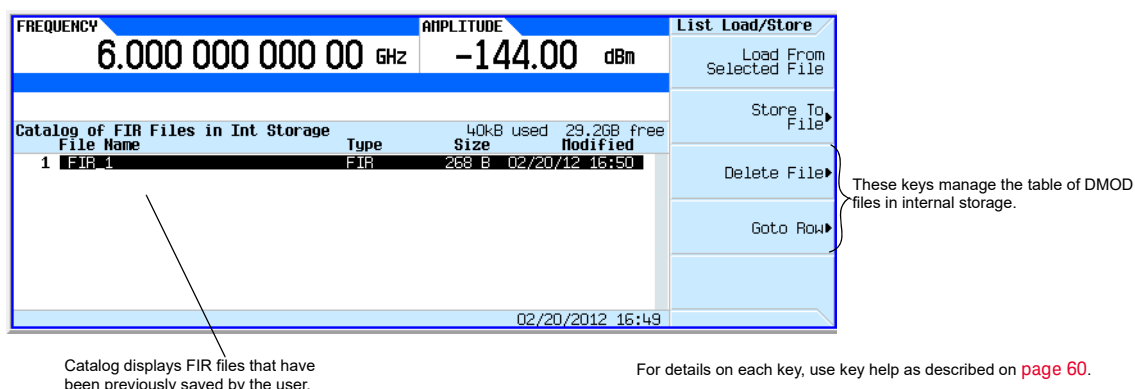 FREQUENCY AMPLITUDE List Load/Store
6.000 000 000 00 GHz -144.00 dBm
Load From
Selected File
Store To
File
Catalog of FIR Files in Int Storage 40kB used 29.2GB free
File Name Type Size Modified
1 FIR_1 FIR 268 B 02/20/12 16:50
Delete File
Goto Row
These keys manage the table of DMOD
files in internal storage.
02/20/2012 16:49
Catalog displays FIR files that have
been previously saved by the user.
For details on each key, use key help as described on page 60.